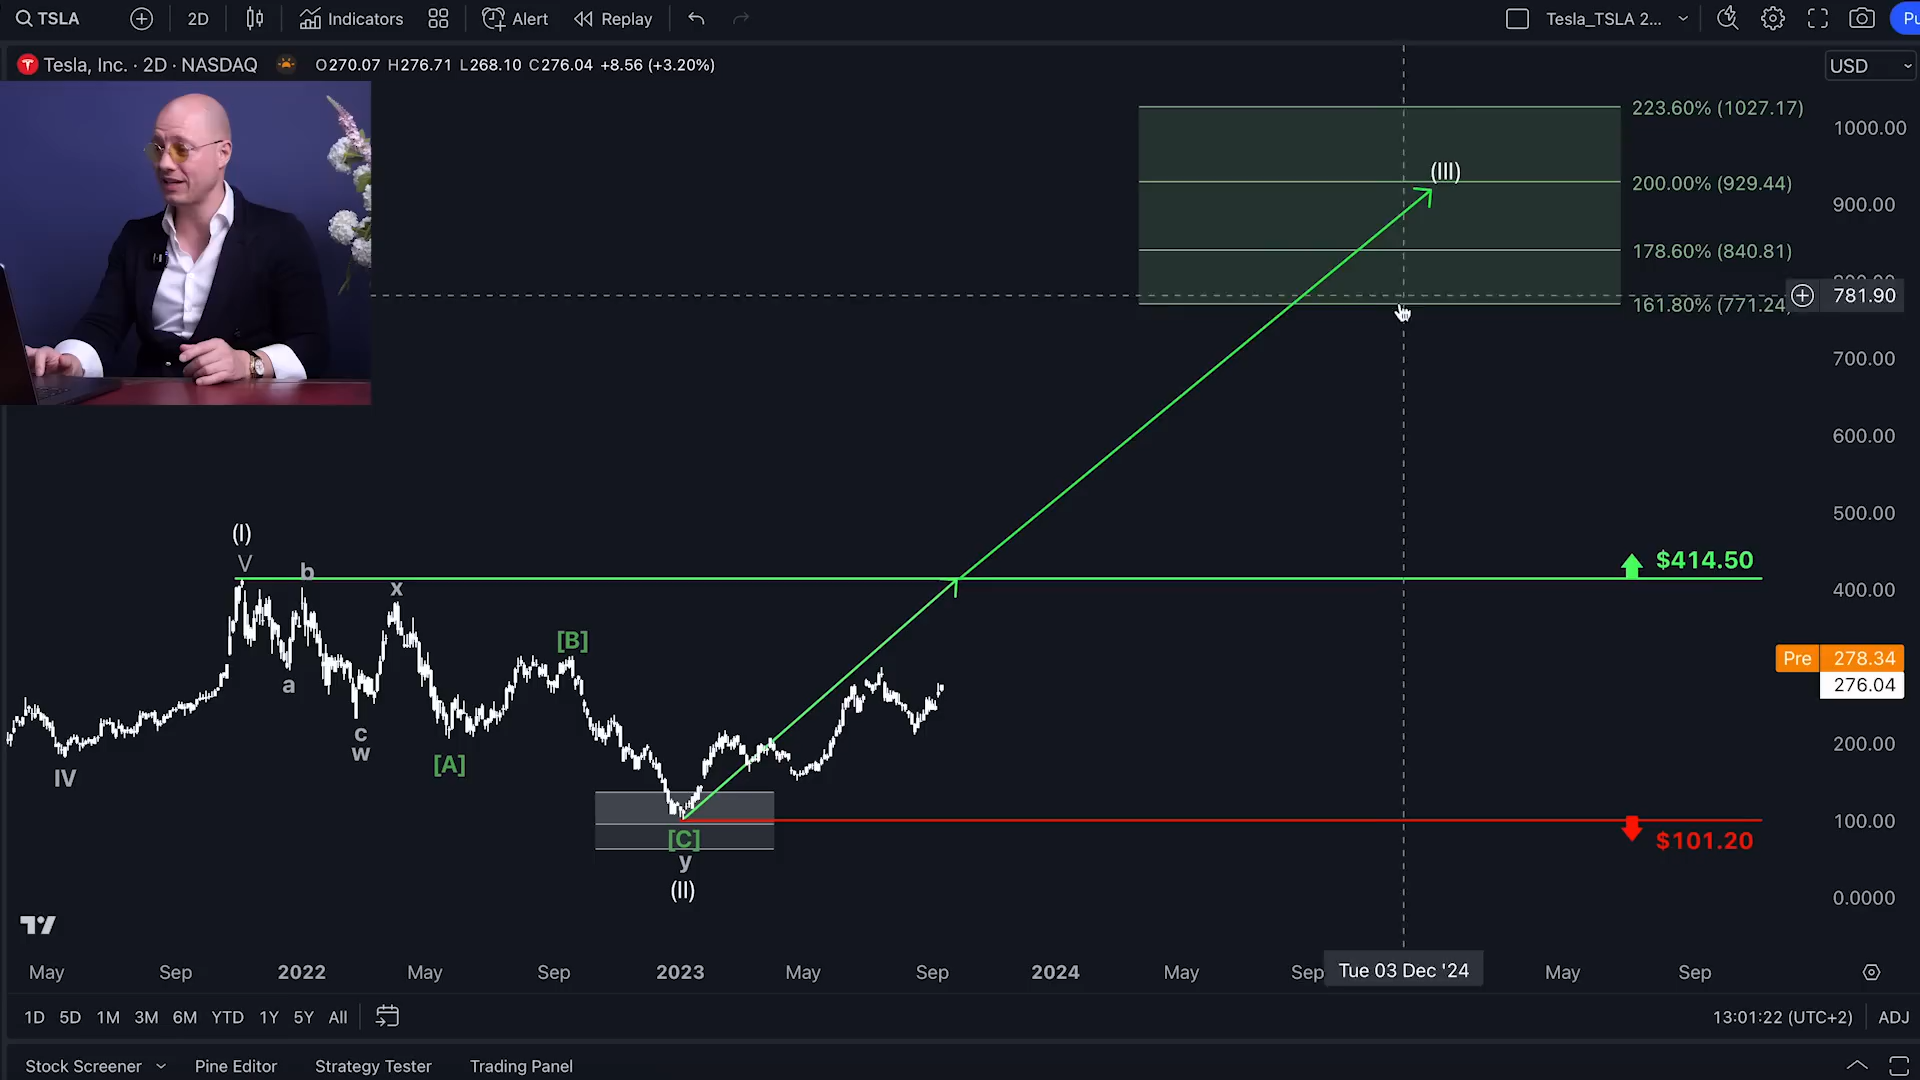 TSLA 2D Indicators Alert Replay Tesla_TSLA 2... Pu
Tesla, Inc. · 2D · NASDAQ O270.07 H276.71 L268.10 C276.04 +8.56 (+3.20%) USD
223.60% (1027.17)
1000.00
(III)
200.00% (929.44)
900.00
178.60% (840.81)
781.90
161.80% (771.24)
700.00
600.00
500.00
(I)
V
b
x
$414.50
400.00
[B]
Pre 278.34
276.04
a
c
w
200.00
[A]
IV
100.00
[C]
$101.20
y
(II)
0.0000
May Sep 2022 May Sep 2023 May Sep 2024 May Sep Tue 03 Dec '24 May Sep
1D 5D 1M 3M 6M YTD 1Y 5Y All 13:01:22 (UTC+2) ADJ
Stock Screener Pine Editor Strategy Tester Trading Panel